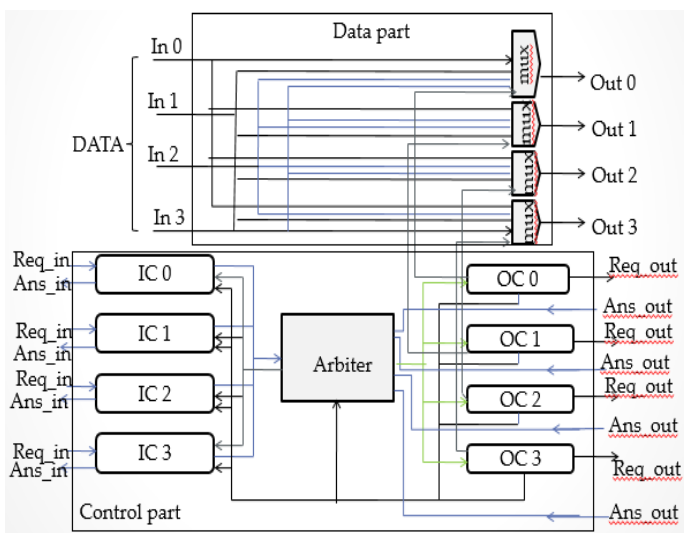 Data part
In 0
mux
Out 0
In 1
mux
Out 1
DATA
In 2
mux
Out 2
In 3
mux
Out 3
Req_in
IC 0
OC 0
Req_out
Ans_in
Ans_out
Req_in
IC 1
OC 1
Req_out
Ans_in
Arbiter
Ans_out
Req_in
IC 2
OC 2
Req_out
Ans_in
Ans_out
Req_in
IC 3
OC 3
Req_out
Ans_in
Control part
Ans_out